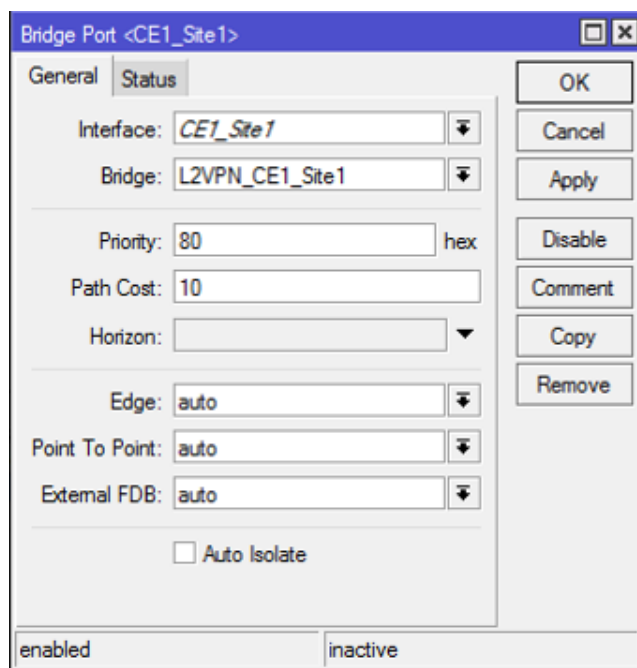 Bridge Port <CE1_Site1>
General Status
OK
Interface: CE1_Site1
Cancel
Bridge: L2VPN_CE1_Site1
Apply
Priority: 80 hex
Disable
Path Cost: 10
Comment
Horizon:
Copy
Edge: auto
Remove
Point To Point: auto
External FDB: auto
Auto Isolate
enabled inactive